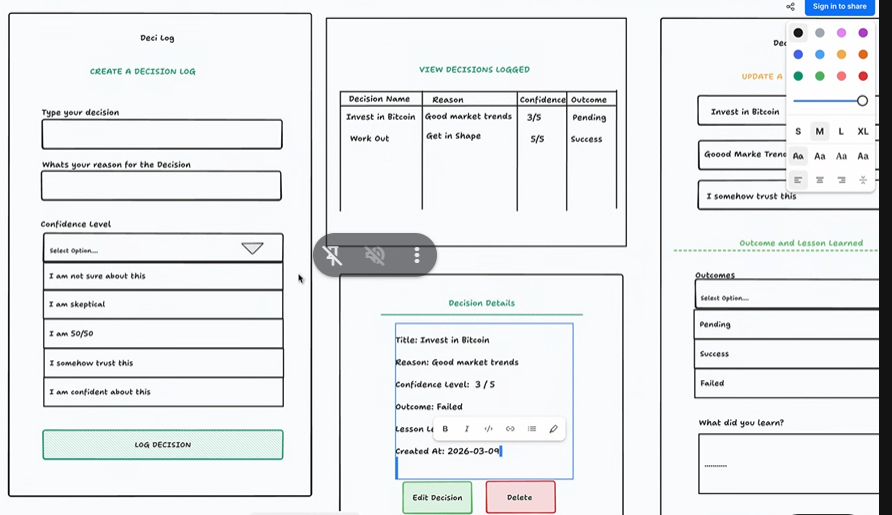 Sign in to share
Deci Log
CREATE A DECISION LOG
Type your decision
Whats your reason for the Decision
Confidence Level
Select Option...
I am not sure about this
I am skeptical
I am 50/50
I somehow trust this
I am confident about this
LOG DECISION
VIEW DECISIONS LOGGED
Decision Name Reason Confidence Outcome
Invest in Bitcoin Good market trends 3/5 Pending
Work Out Get in Shape 5/5 Success
Decision Details
Title: Invest in Bitcoin
Reason: Good market trends
Confidence Level: 3 / 5
Outcome: Failed
Lesson
B I </>
Created At: 2026-03-09
Edit Decision Delete
UPDATE A
Invest in Bitcoin
Goood Marke
I somehow trust this
Outcome and Lesson Learned
Outcomes
Select Option...
Pending
Success
Failed
What did you learn?
...........
S M L XL
Aa Aa Aa Aa